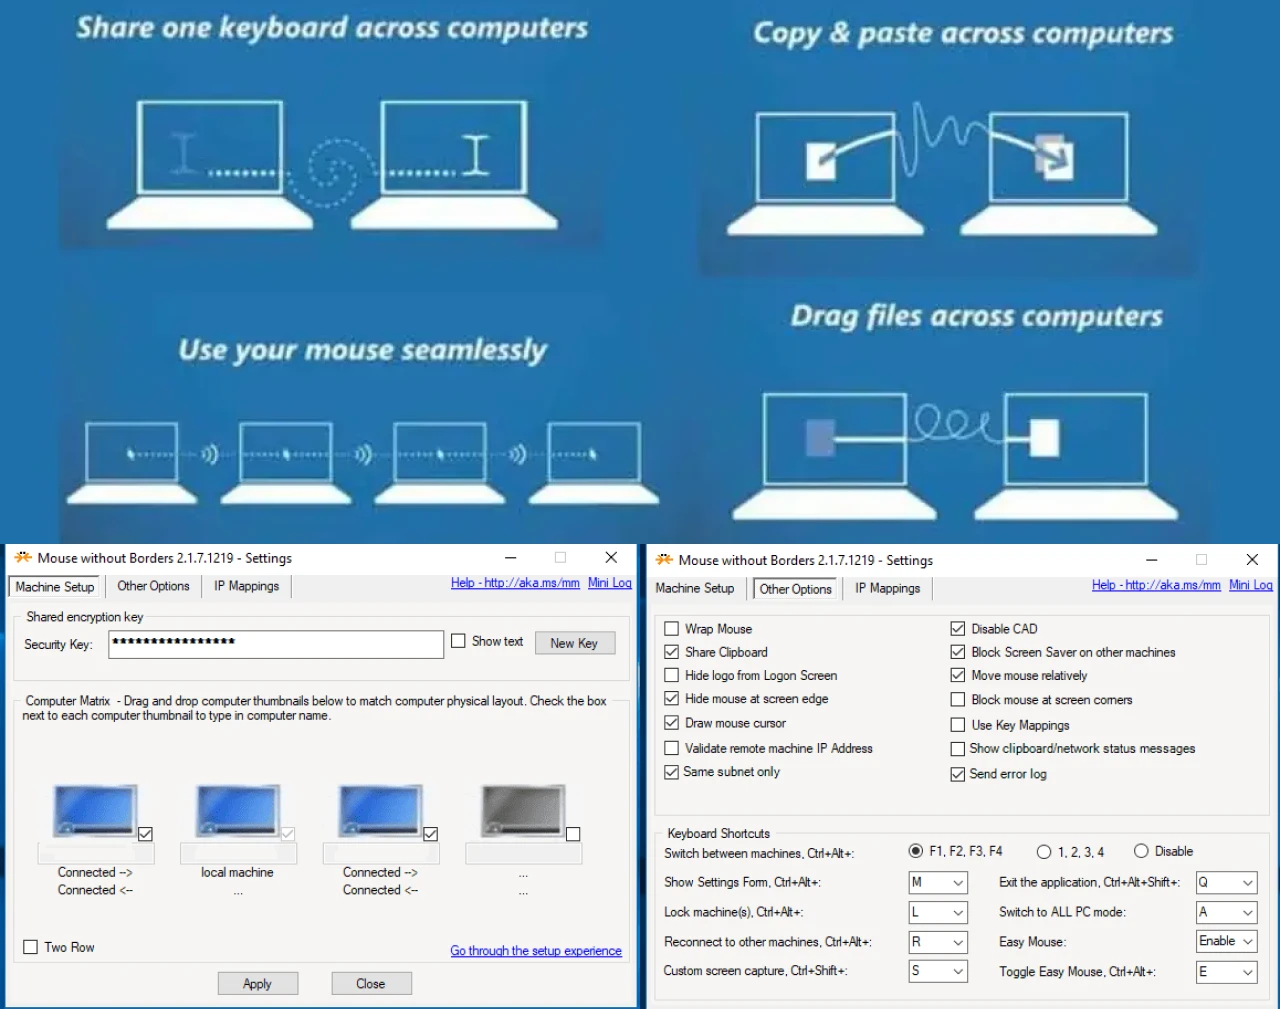 Share one keyboard across computers
Copy & paste across computers
Use your mouse seamlessly
Drag files across computers
Mouse without Borders 2.1.7.1219 - Settings
Machine Setup
Other Options
IP Mappings
Help - http://aka.ms/mm
Mini Log
Shared encryption key
Security Key:
****************
Show text
New Key
Computer Matrix - Drag and drop computer thumbnails below to match computer physical layout. Check the box
next to each computer thumbnail to type in computer name.
Connected -->
Connected <--
local machine
...
Connected -->
Connected <--
...
...
Two Row
Go through the setup experience
Apply
Close
Mouse without Borders 2.1.7.1219 - Settings
Machine Setup
Other Options
IP Mappings
Help - http://aka.ms/mm
Mini Log
Wrap Mouse
Share Clipboard
Hide logo from Logon Screen
Hide mouse at screen edge
Draw mouse cursor
Validate remote machine IP Address
Same subnet only
Disable CAD
Block Screen Saver on other machines
Move mouse relatively
Block mouse at screen corners
Use Key Mappings
Show clipboard/network status messages
Send error log
Keyboard Shortcuts
Switch between machines, Ctrl+Alt+:
F1, F2, F3, F4
1, 2, 3, 4
Disable
Show Settings Form, Ctrl+Alt+:
M
Exit the application, Ctrl+Alt+Shift+:
Q
Lock machine(s), Ctrl+Alt+:
L
Switch to ALL PC mode:
A
Reconnect to other machines, Ctrl+Alt+:
R
Easy Mouse:
Enable
Custom screen capture, Ctrl+Shift+:
S
Toggle Easy Mouse, Ctrl+Alt+:
E